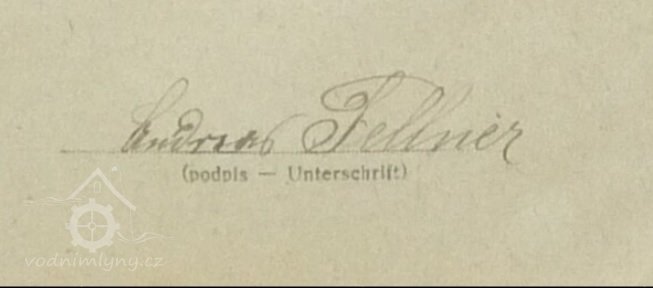 Andreas Fellner
(podpis — Unterschrift)
vodnimlyny.cz